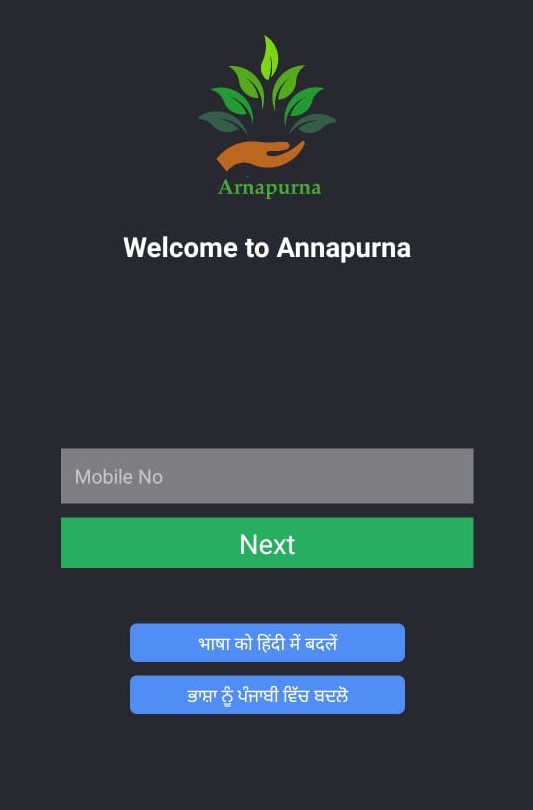 Arnapurna
Welcome to Annapurna
Mobile No
Next
भाषा को हिंदी में बदलें
ਭਾਸ਼ਾ ਨੂੰ ਪੰਜਾਬੀ ਵਿੱਚ ਬਦਲੋ